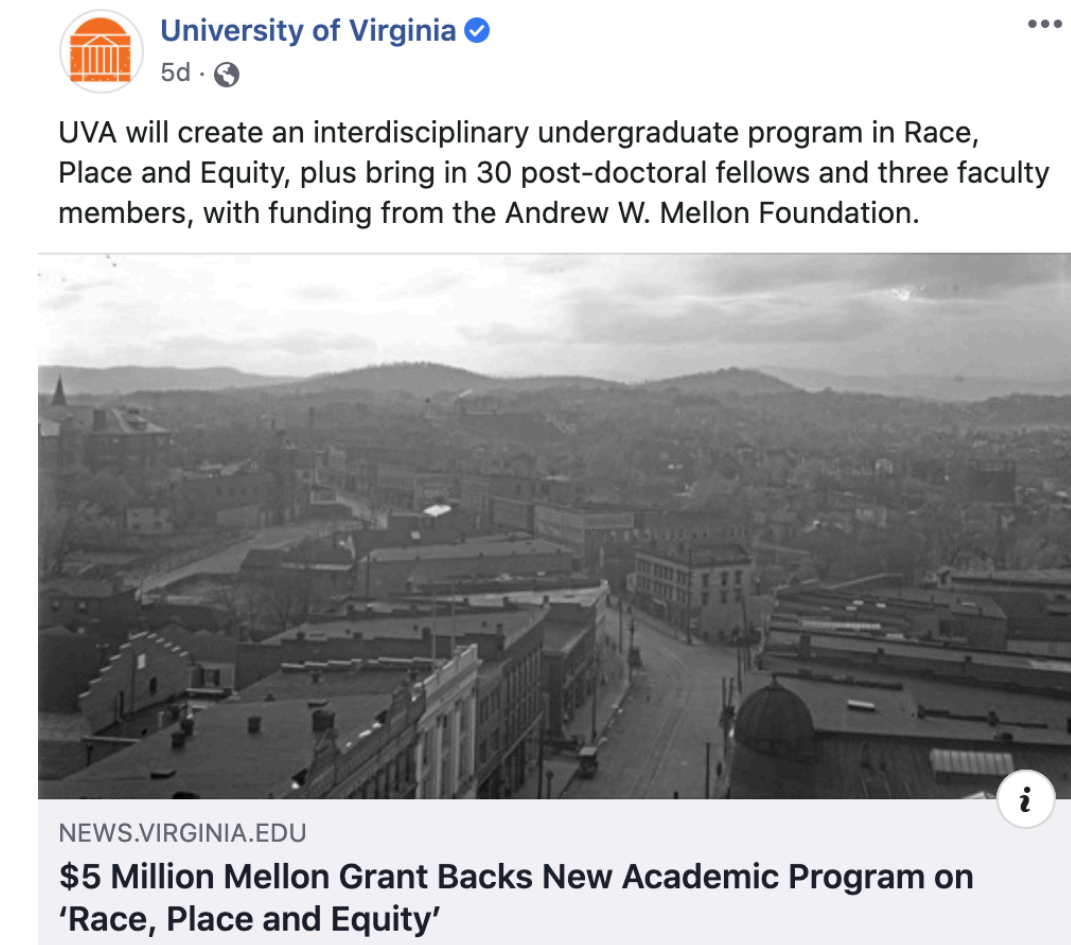 University of Virginia
5d ·
UVA will create an interdisciplinary undergraduate program in Race,
Place and Equity, plus bring in 30 post-doctoral fellows and three faculty
members, with funding from the Andrew W. Mellon Foundation.
i
NEWS.VIRGINIA.EDU
$5 Million Mellon Grant Backs New Academic Program on
‘Race, Place and Equity’